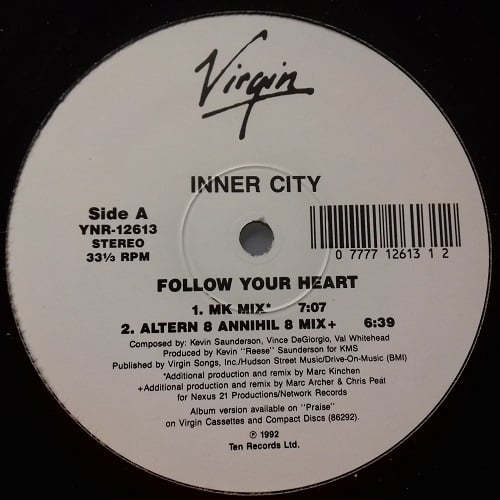 Virgin
INNER CITY
Side A
YNR-12613
STEREO
33⅓ RPM
0 7777 12613 1 2
FOLLOW YOUR HEART
1. MK MIX* 7:07
2. ALTERN 8 ANNIHIL 8 MIX+ 6:39
Composed by: Kevin Saunderson, Vince DeGiorgio, Val Whitehead
Produced by Kevin "Reese" Saunderson for KMS
Published by Virgin Songs, Inc./Hudson Street Music/Drive-On-Music (BMI)
*Additional production and remix by Marc Kinchen
+Additional production and remix by Marc Archer & Chris Peat
for Nexus 21 Productions/Network Records
Album version available on "Praise"
on Virgin Cassettes and Compact Discs (86292).
℗ 1992
Ten Records Ltd.